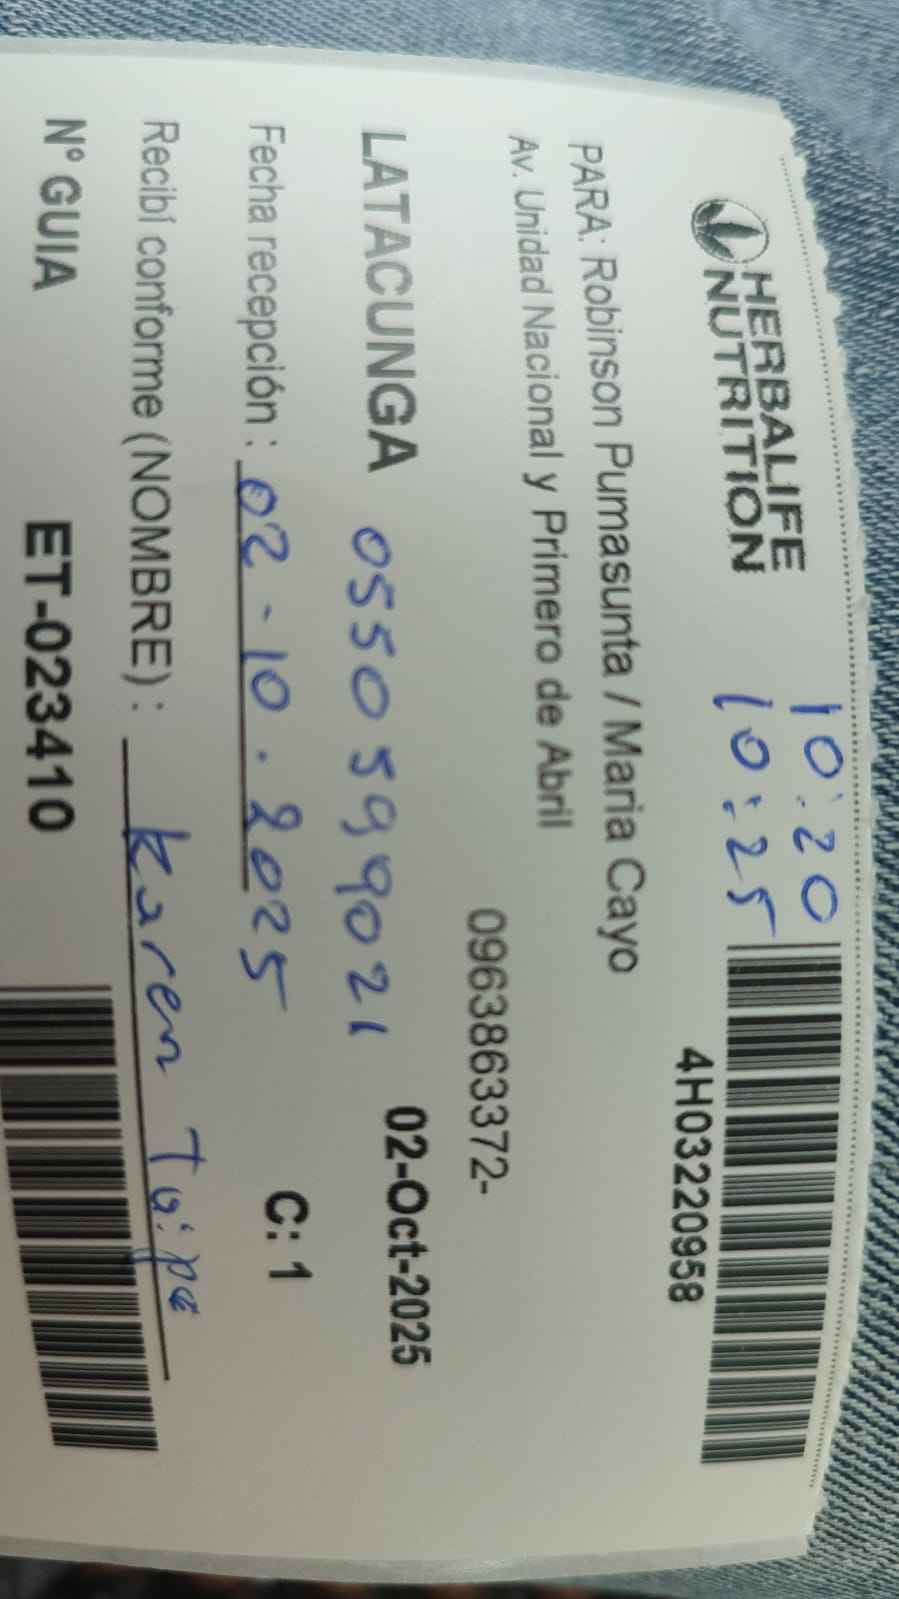 HERBALIFE
NUTRITION
10:20
10:25
4H03220958
PARA: Robinson Pumasunta / Maria Cayo
Av. Unidad Nacional y Primero de Abril
0963863372-
LATACUNGA 0550599021 02-Oct-2025
Fecha recepción : 02-10.2025 C: 1
Recibí conforme (NOMBRE) : Karen Taipe
N° GUIA ET-023410